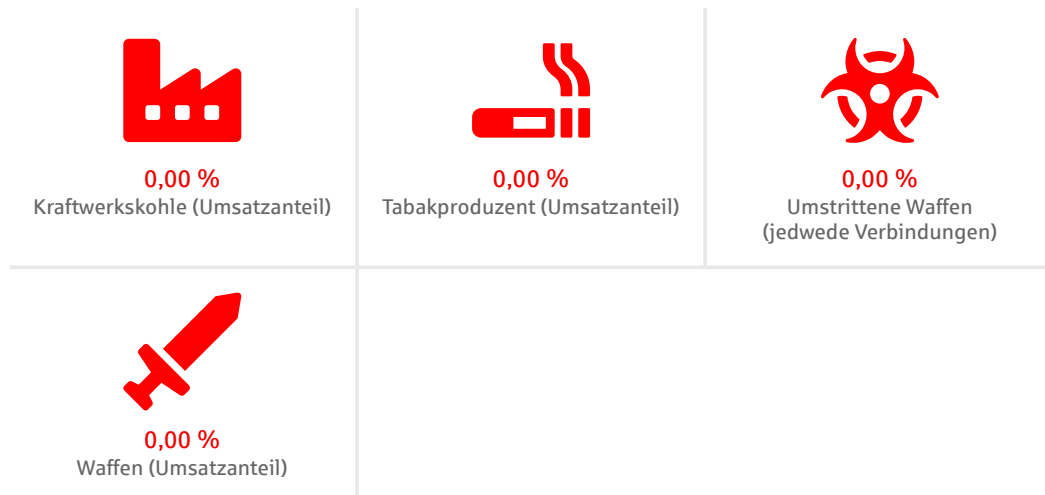 0,00 %
Kraftwerkskohle (Umsatzanteil)
0,00 %
Tabakproduzent (Umsatzanteil)
0,00 %
Umstrittene Waffen
(jedwede Verbindungen)
0,00 %
Waffen (Umsatzanteil)